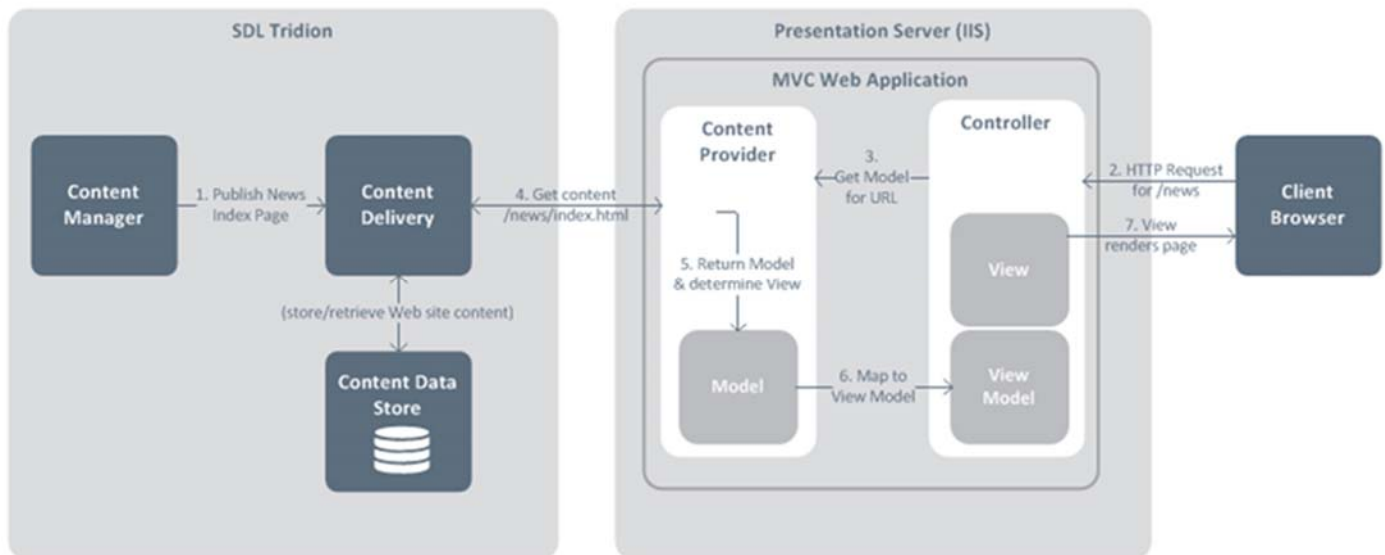 SDL Tridion
Presentation Server (IIS)
MVC Web Application
Content
Manager
1. Publish News
Index Page
Content
Delivery
4. Get content
/news/index.html
(store/retrieve Web site content)
Content Data
Store
Content
Provider
3.
Get Model
for URL
Controller
2. HTTP Request
for /news
Client
Browser
5. Return Model
& determine View
View
7. View
renders page
Model
6. Map to
View Model
View
Model